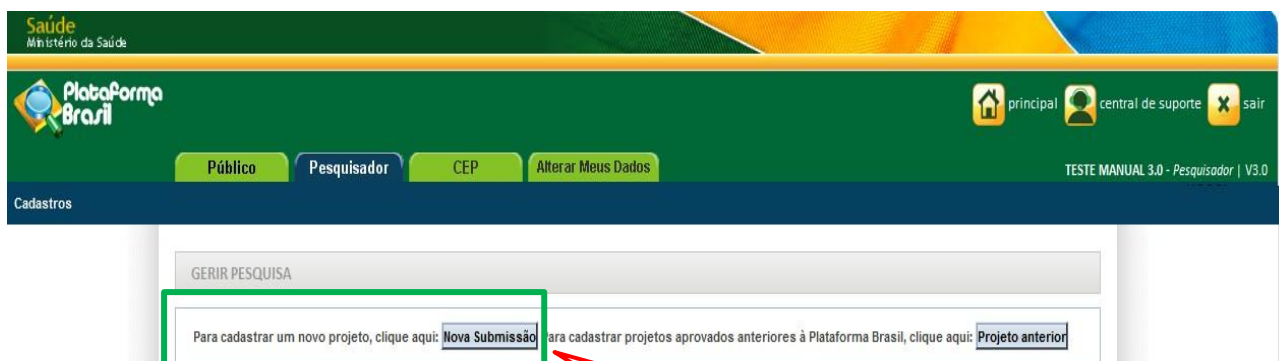 Saúde
Ministério da Saúde
Plataforma
Brasil
principal central de suporte X sair
Público Pesquisador CEP Alterar Meus Dados
TESTE MANUAL 3.0 - Pesquisador | V3.0
Cadastros
GERIR PESQUISA
Para cadastrar um novo projeto, clique aqui: Nova Submissão Para cadastrar projetos aprovados anteriores à Plataforma Brasil, clique aqui: Projeto anterior